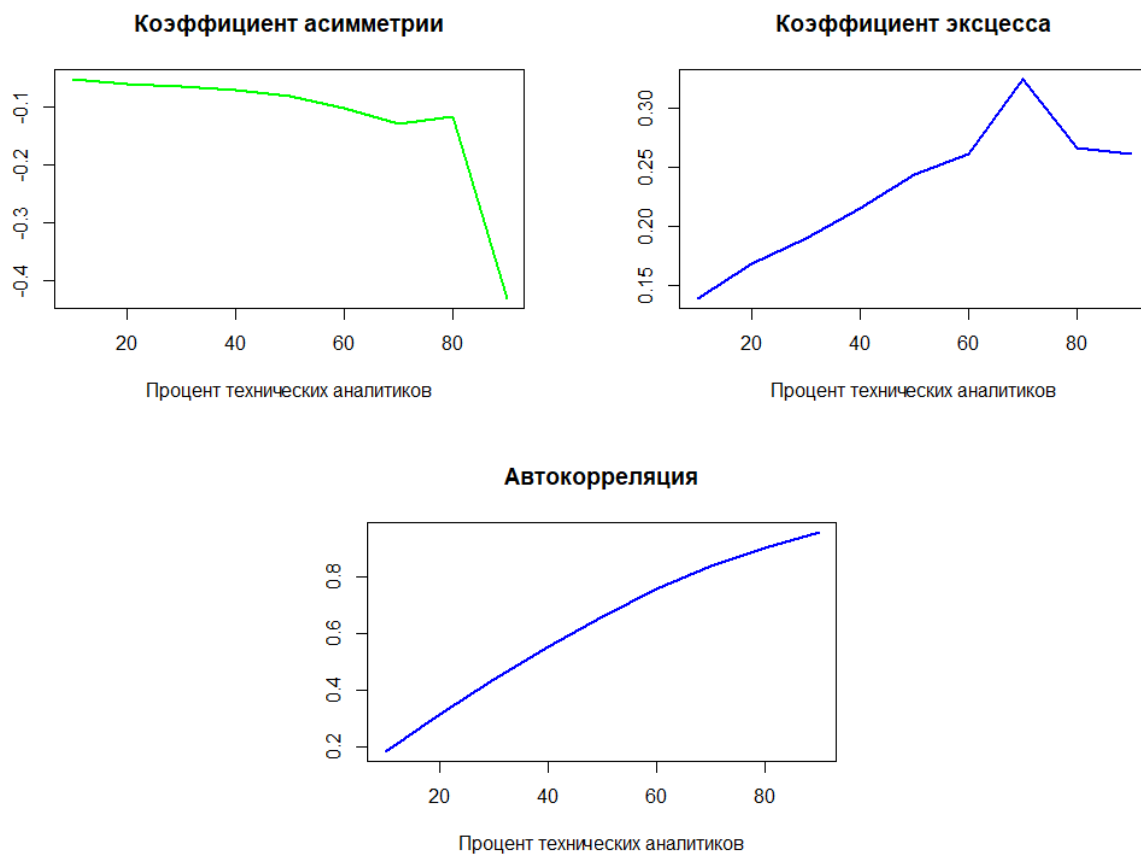 Коэффициент асимметрии
-0.1
-0.2
-0.3
-0.4
20 40 60 80
Процент технических аналитиков
Коэффициент эксцесса
0.30
0.25
0.20
0.15
20 40 60 80
Процент технических аналитиков
Автокорреляция
0.8
0.6
0.4
0.2
20 40 60 80
Процент технических аналитиков